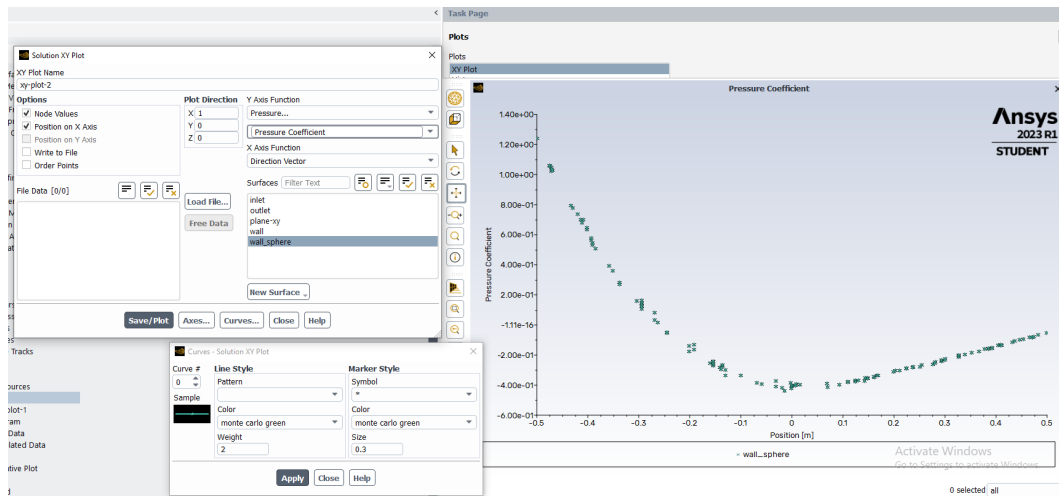 Task Page
Plots
Plots
XY Plot
Solution XY Plot
XY Plot Name
xy-plot-2
Options
Node Values
Position on X Axis
Position on Y Axis
Write to File
Order Points
Plot Direction
X 1
Y 0
Z 0
Y Axis Function
Pressure...
Pressure Coefficient
X Axis Function
Direction Vector
File Data [0/0]
Load File...
Free Data
Surfaces Filter Text
inlet
outlet
plane-xy
wall
wall_sphere
New Surface
Save/Plot Axes... Curves... Close Help
Curves - Solution XY Plot
Curve #
0
Sample
Line Style
Pattern
Color
monte carlo green
Weight
2
Marker Style
Symbol
*
Color
monte carlo green
Size
0.3
Apply Close Help
Tracks
ources
plot-1
ram
Data
lated Data
ative Plot
Pressure Coefficient
Ansys
2023 R1
STUDENT
1.40e+00
1.20e+00
1.00e+00
8.00e-01
6.00e-01
4.00e-01
2.00e-01
-1.11e-16
-2.00e-01
-4.00e-01
-6.00e-01
Pressure Coefficient
-0.5 -0.4 -0.3 -0.2 -0.1 0 0.1 0.2 0.3 0.4 0.5
Position [m]
wall_sphere
Activate Windows
Go to Settings to activate Windows.
0 selected all